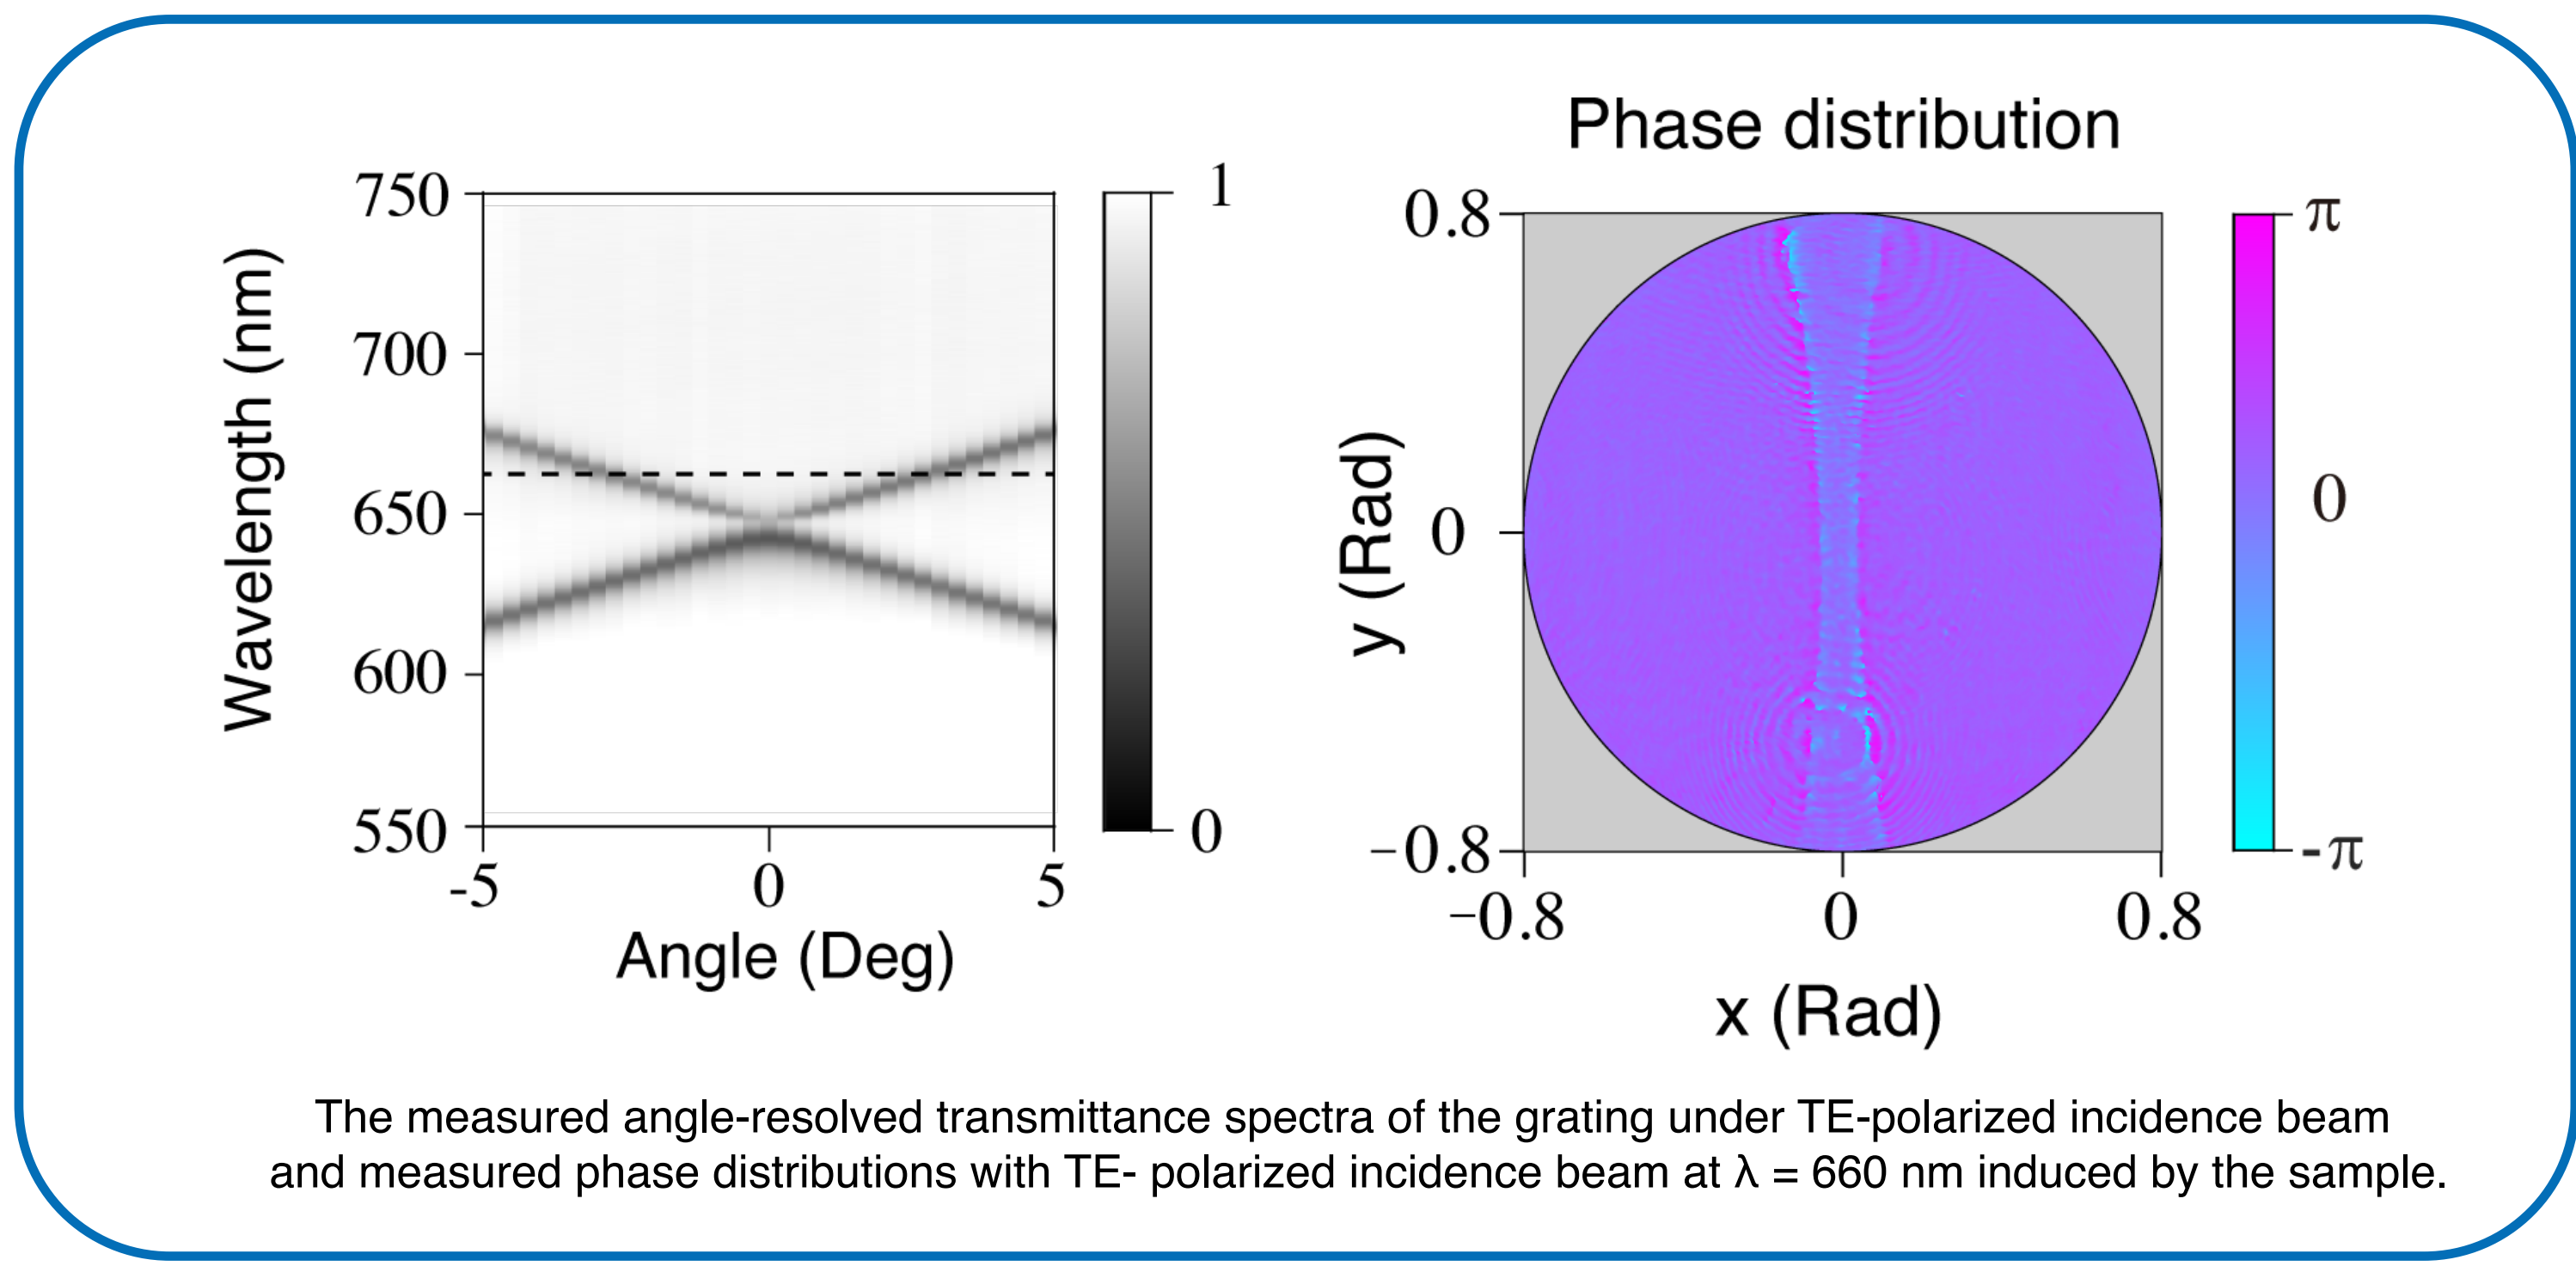 Phase distribution
750
700
650
600
550
Wavelength (nm)
-5
0
5
Angle (Deg)
1
0
0.8
0
−0.8
y (Rad)
−0.8
0
0.8
x (Rad)
π
0
-π
The measured angle-resolved transmittance spectra of the grating under TE-polarized incidence beam
and measured phase distributions with TE- polarized incidence beam at λ = 660 nm induced by the sample.